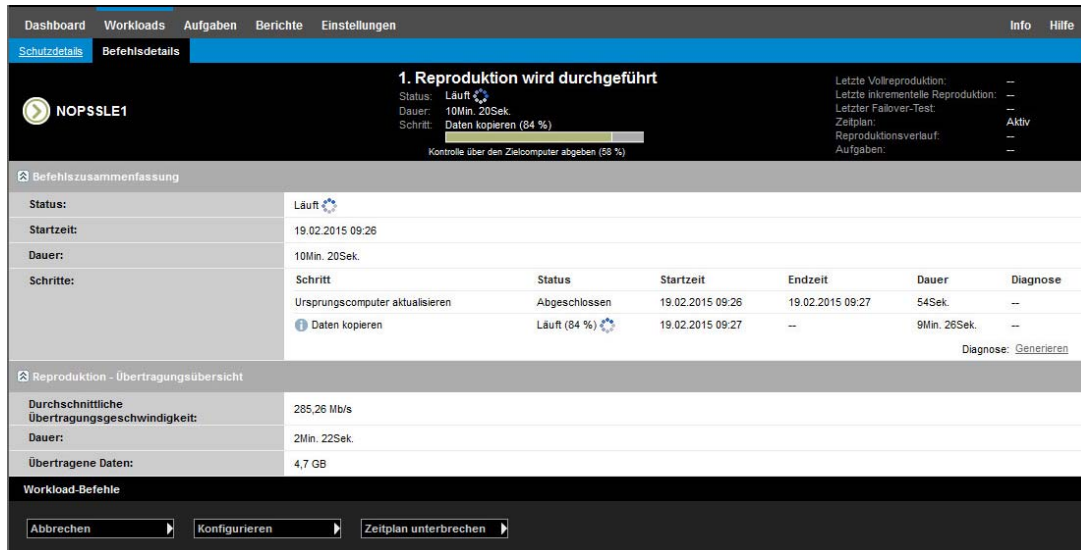 Dashboard Workloads Aufgaben Berichte Einstellungen Info Hilfe
Schutzdetails Befehlsdetails
NOPSSLE1
1. Reproduktion wird durchgeführt
Status: Läuft
Dauer: 10Min. 20Sek.
Schritt: Daten kopieren (84 %)
Kontrolle über den Zielcomputer abgeben (58 %)
Letzte Vollreproduktion: --
Letzte inkrementelle Reproduktion: --
Letzter Failover-Test: --
Zeitplan: Aktiv
Reproduktionsverlauf: --
Aufgaben: --
Befehlszusammenfassung
Status: Läuft
Startzeit: 19.02.2015 09:26
Dauer: 10Min. 20Sek.
Schritte: Schritt Status Startzeit Endzeit Dauer Diagnose
Ursprungscomputer aktualisieren Abgeschlossen 19.02.2015 09:26 19.02.2015 09:27 54Sek. --
Daten kopieren Läuft (84 %) 19.02.2015 09:27 -- 9Min. 26Sek. --
Diagnose: Generieren
Reproduktion - Übertragungsübersicht
Durchschnittliche
Übertragungsgeschwindigkeit: 285,26 Mb/s
Dauer: 2Min. 22Sek.
Übertragene Daten: 4,7 GB
Workload-Befehle
Abbrechen Konfigurieren Zeitplan unterbrechen